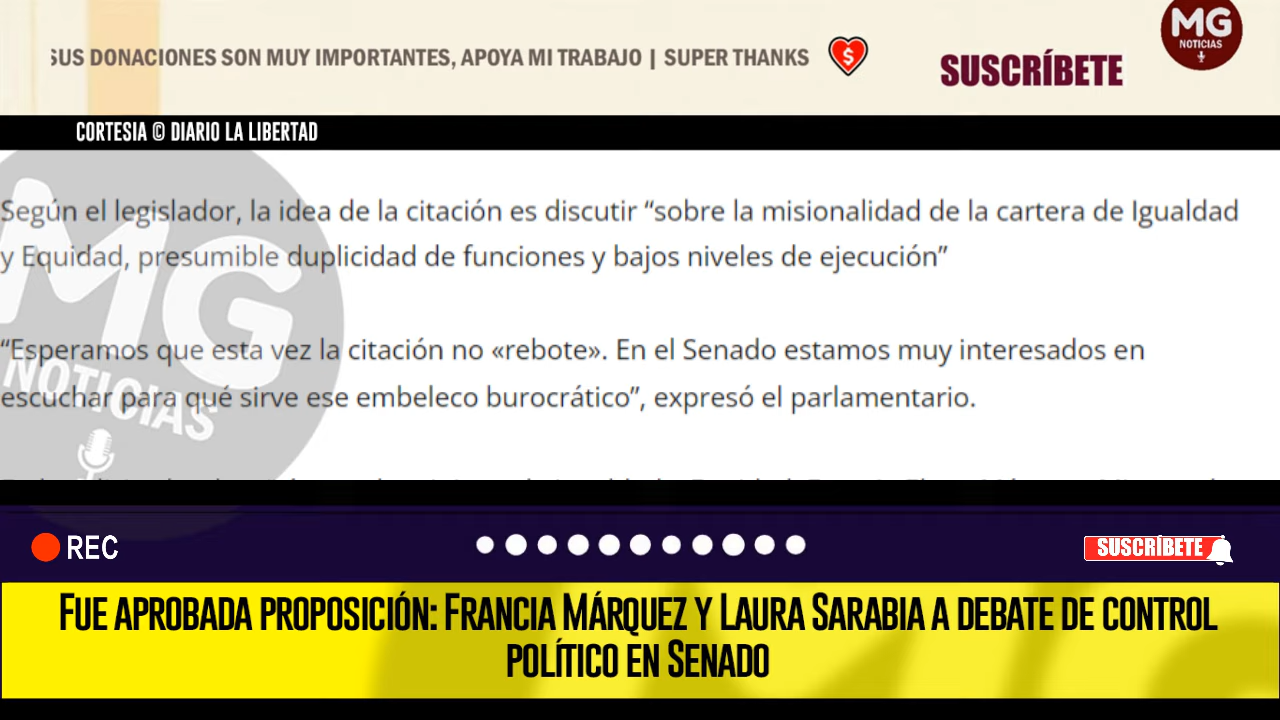 SUS DONACIONES SON MUY IMPORTANTES, APOYA MI TRABAJO | SUPER THANKS
SUSCRÍBETE
MG
NOTICIAS
CORTESIA © DIARIO LA LIBERTAD
Según el legislador, la idea de la citación es discutir “sobre la misionalidad de la cartera de Igualdad
y Equidad, presumible duplicidad de funciones y bajos niveles de ejecución”
“Esperamos que esta vez la citación no «rebote». En el Senado estamos muy interesados en
escuchar para qué sirve ese embeleco burocrático”, expresó el parlamentario.
MG
NOTICIAS
REC
SUSCRÍBETE
FUE APROBADA PROPOSICIÓN: FRANCIA MÁRQUEZ Y LAURA SARABIA A DEBATE DE CONTROL
POLÍTICO EN SENADO